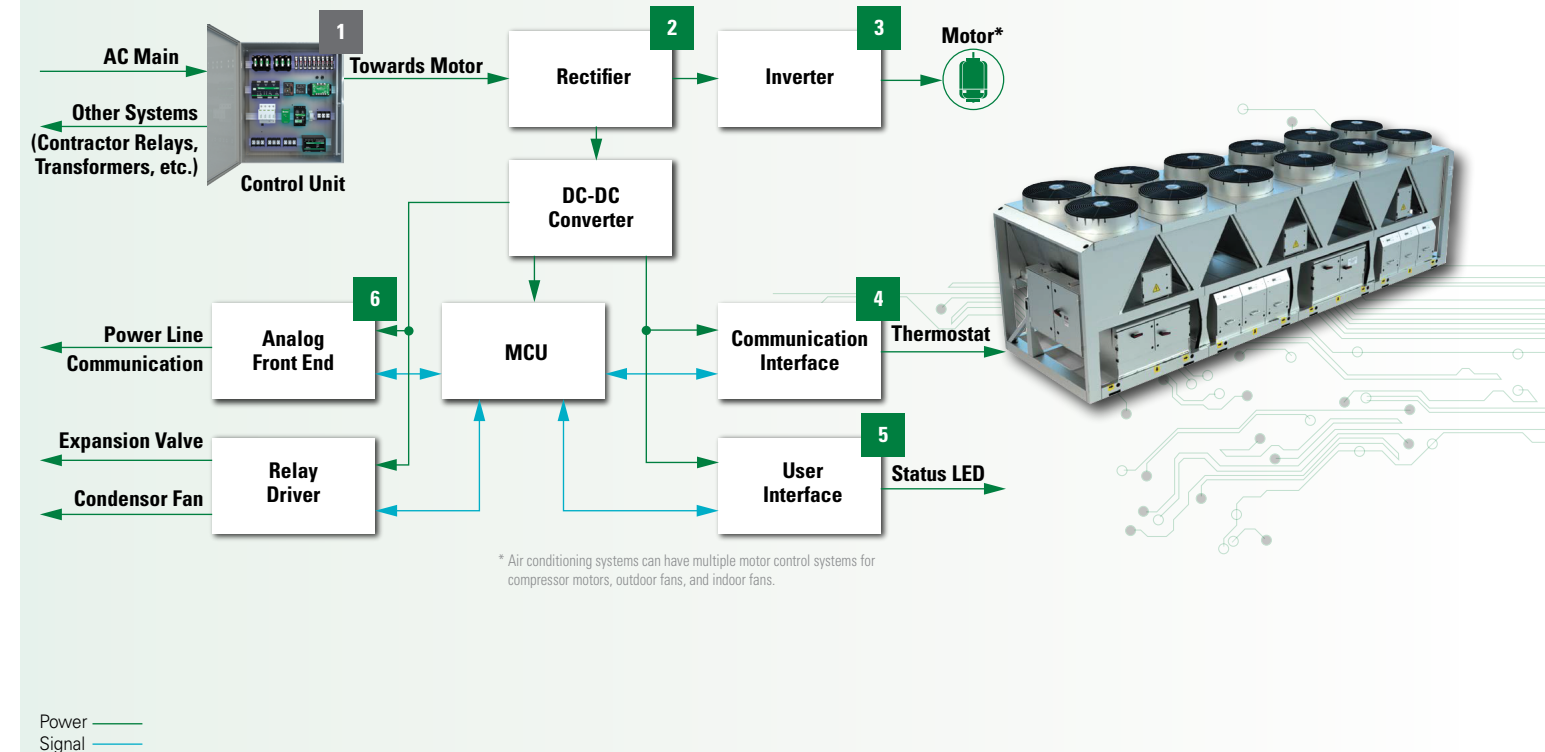 1
2
3
AC Main
Towards Motor
Rectifier
Inverter
Motor*
Other Systems
(Contractor Relays,
Transformers, etc.)
Control Unit
DC-DC
Converter
6
4
Power Line
Communication
Analog
Front End
MCU
Communication
Interface
Thermostat
5
Expansion Valve
Condensor Fan
Relay
Driver
User
Interface
Status LED
* Air conditioning systems can have multiple motor control systems for
compressor motors, outdoor fans, and indoor fans.
Power
Signal